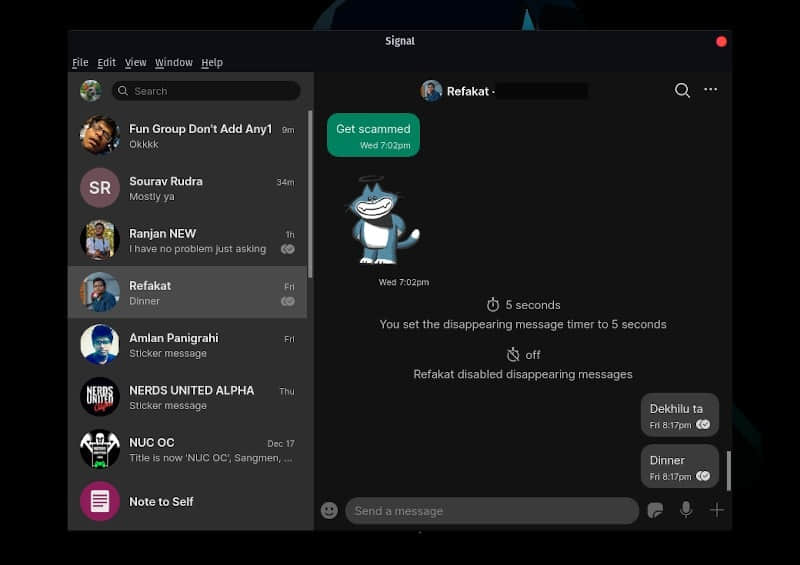 Signal
File Edit View Window Help
Search
Fun Group Don't Add Any1 9m
Okkkk
SR
Sourav Rudra 34m
Mostly ya
Ranjan NEW 1h
I have no problem just asking
Refakat Fri
Dinner
Amlan Panigrahi Fri
Sticker message
NERDS UNITED ALPHA Thu
Sticker message
NERDS
UNITED
NUC OC Dec 17
Title is now 'NUC OC', Sangmen, ...
Note to Self
Refakat ·
Get scammed
Wed 7:02pm
Wed 7:02pm
5 seconds
You set the disappearing message timer to 5 seconds
off
Refakat disabled disappearing messages
Dekhilu ta
Fri 8:17pm
Dinner
Fri 8:17pm
Send a message